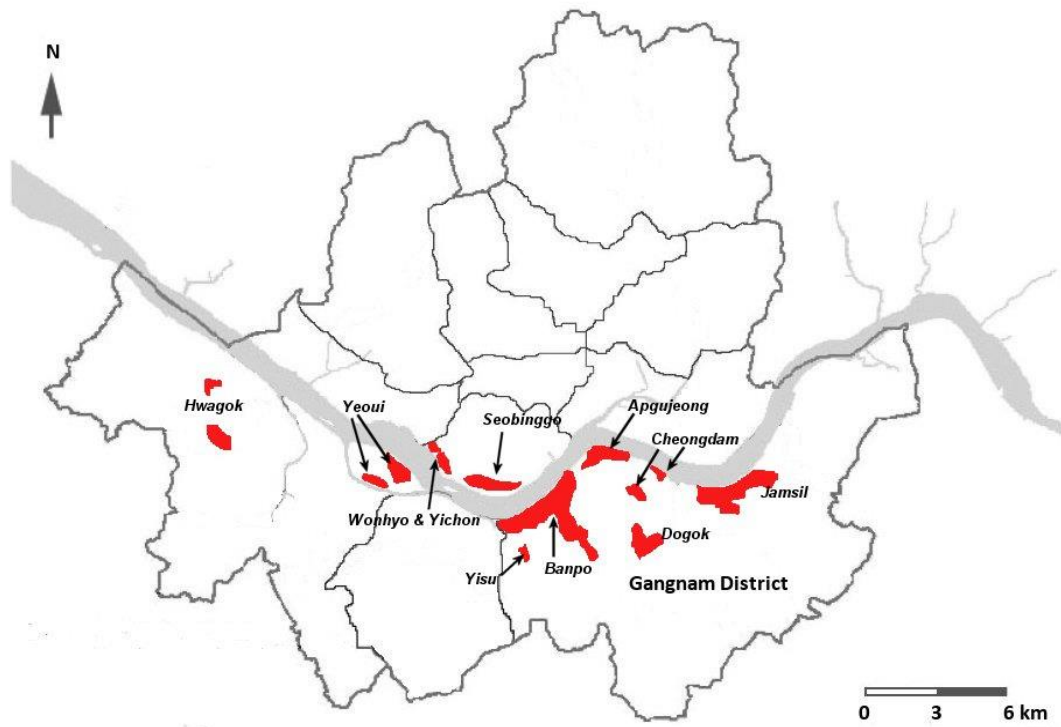 N
Hwagok
Yeoui
Seobinggo
Apgujeong
Cheongdam
Wonhyo & Yichon
Jamsil
Dogok
Yisu
Banpo
Gangnam District
0 3 6 km